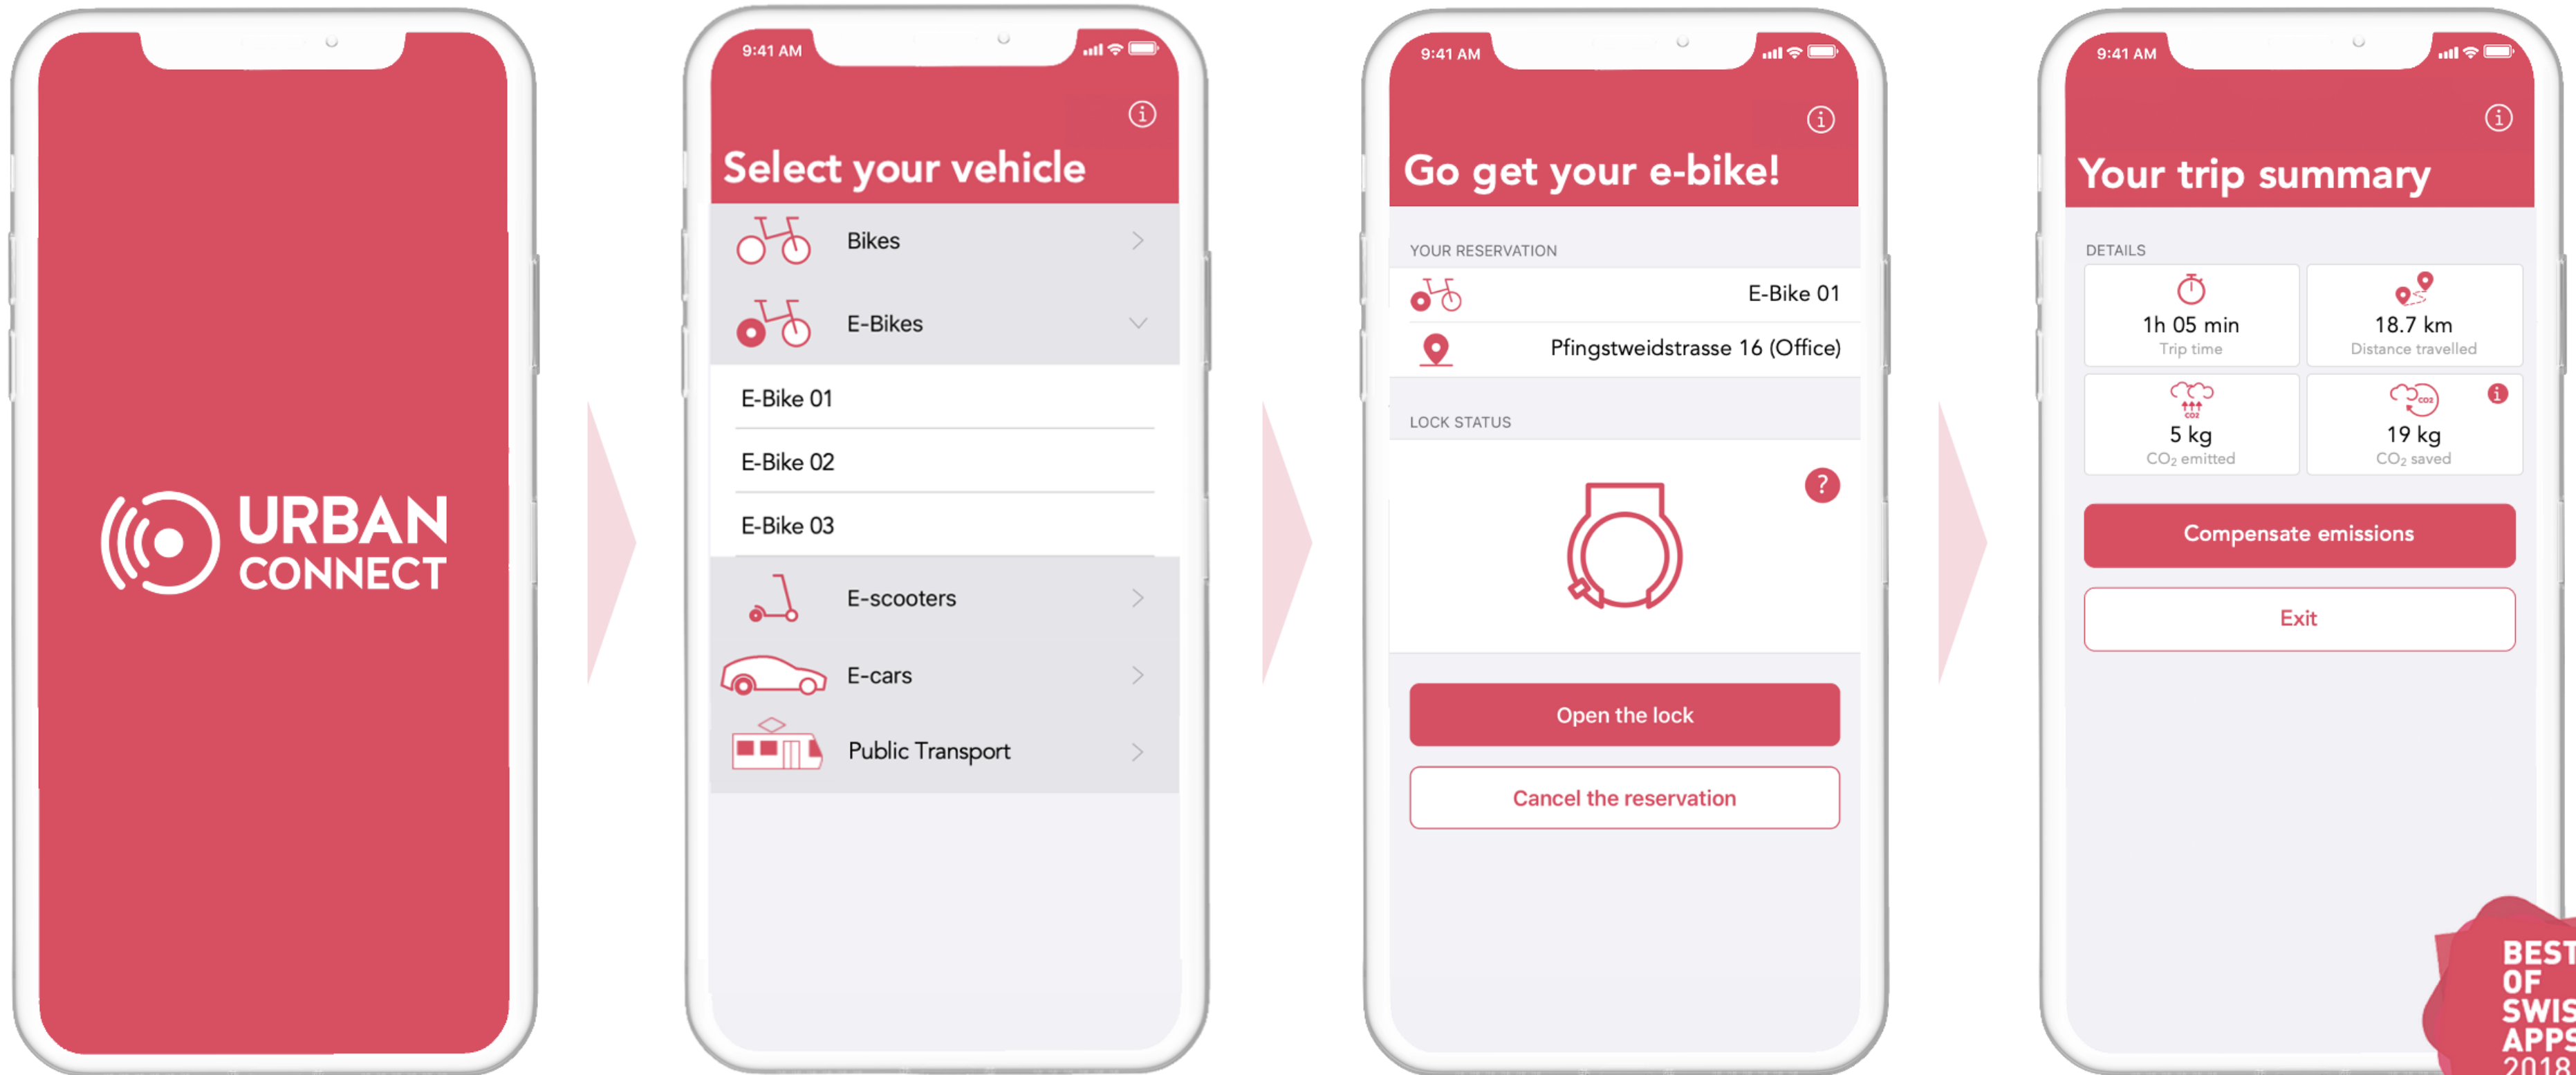 URBAN
CONNECT
9:41 AM
Select your vehicle
Bikes
E-Bikes
E-Bike 01
E-Bike 02
E-Bike 03
E-scooters
E-cars
Public Transport
9:41 AM
Go get your e-bike!
YOUR RESERVATION
E-Bike 01
Pfingstweidstrasse 16 (Office)
LOCK STATUS
?
Open the lock
Cancel the reservation
9:41 AM
Your trip summary
DETAILS
1h 05 min
Trip time
18.7 km
Distance travelled
CO2
5 kg
CO₂ emitted
CO2
19 kg
CO₂ saved
Compensate emissions
Exit
BEST
OF
SWIS
APPS
2018